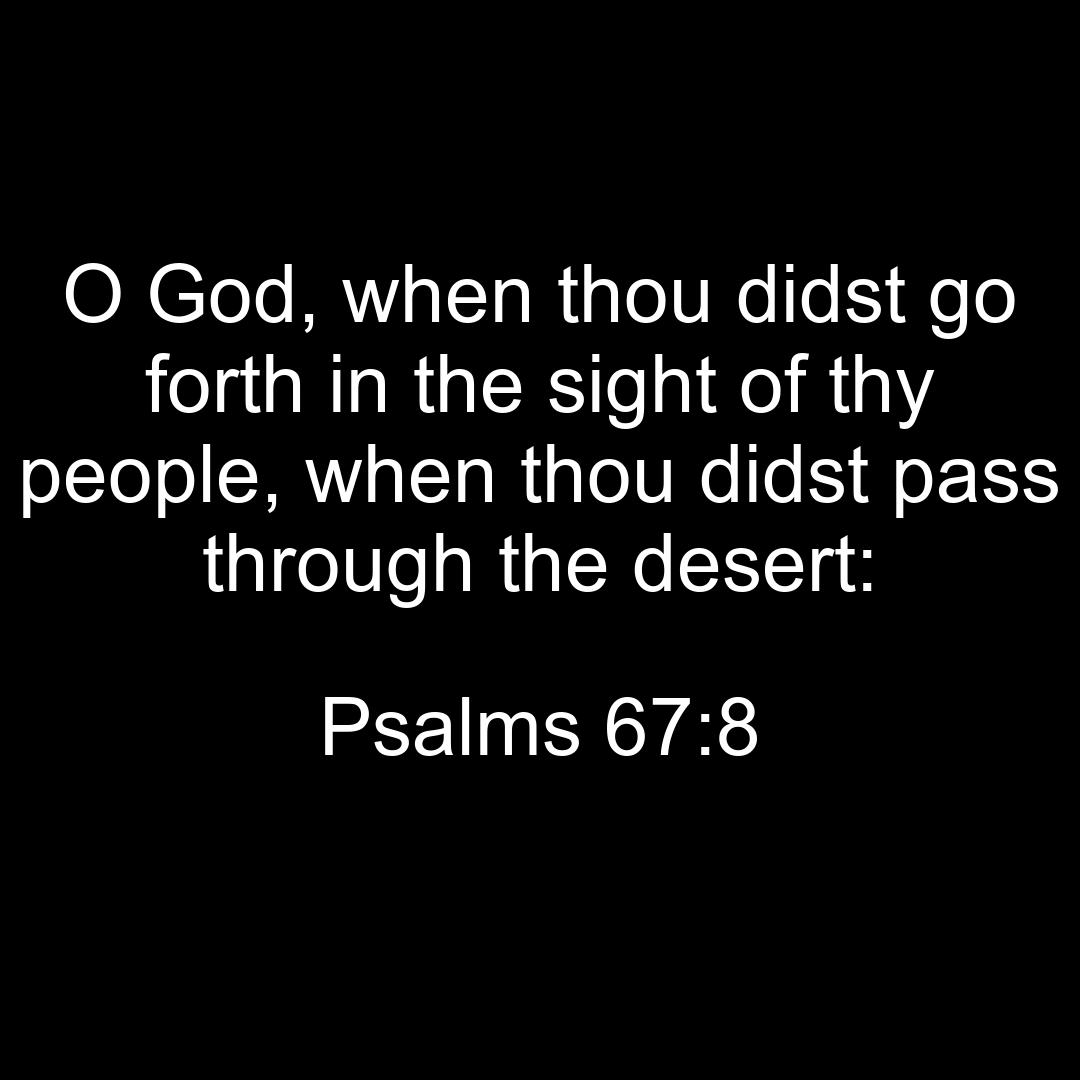 O God, when thou didst go
forth in the sight of thy
people, when thou didst pass
through the desert:
Psalms 67:8